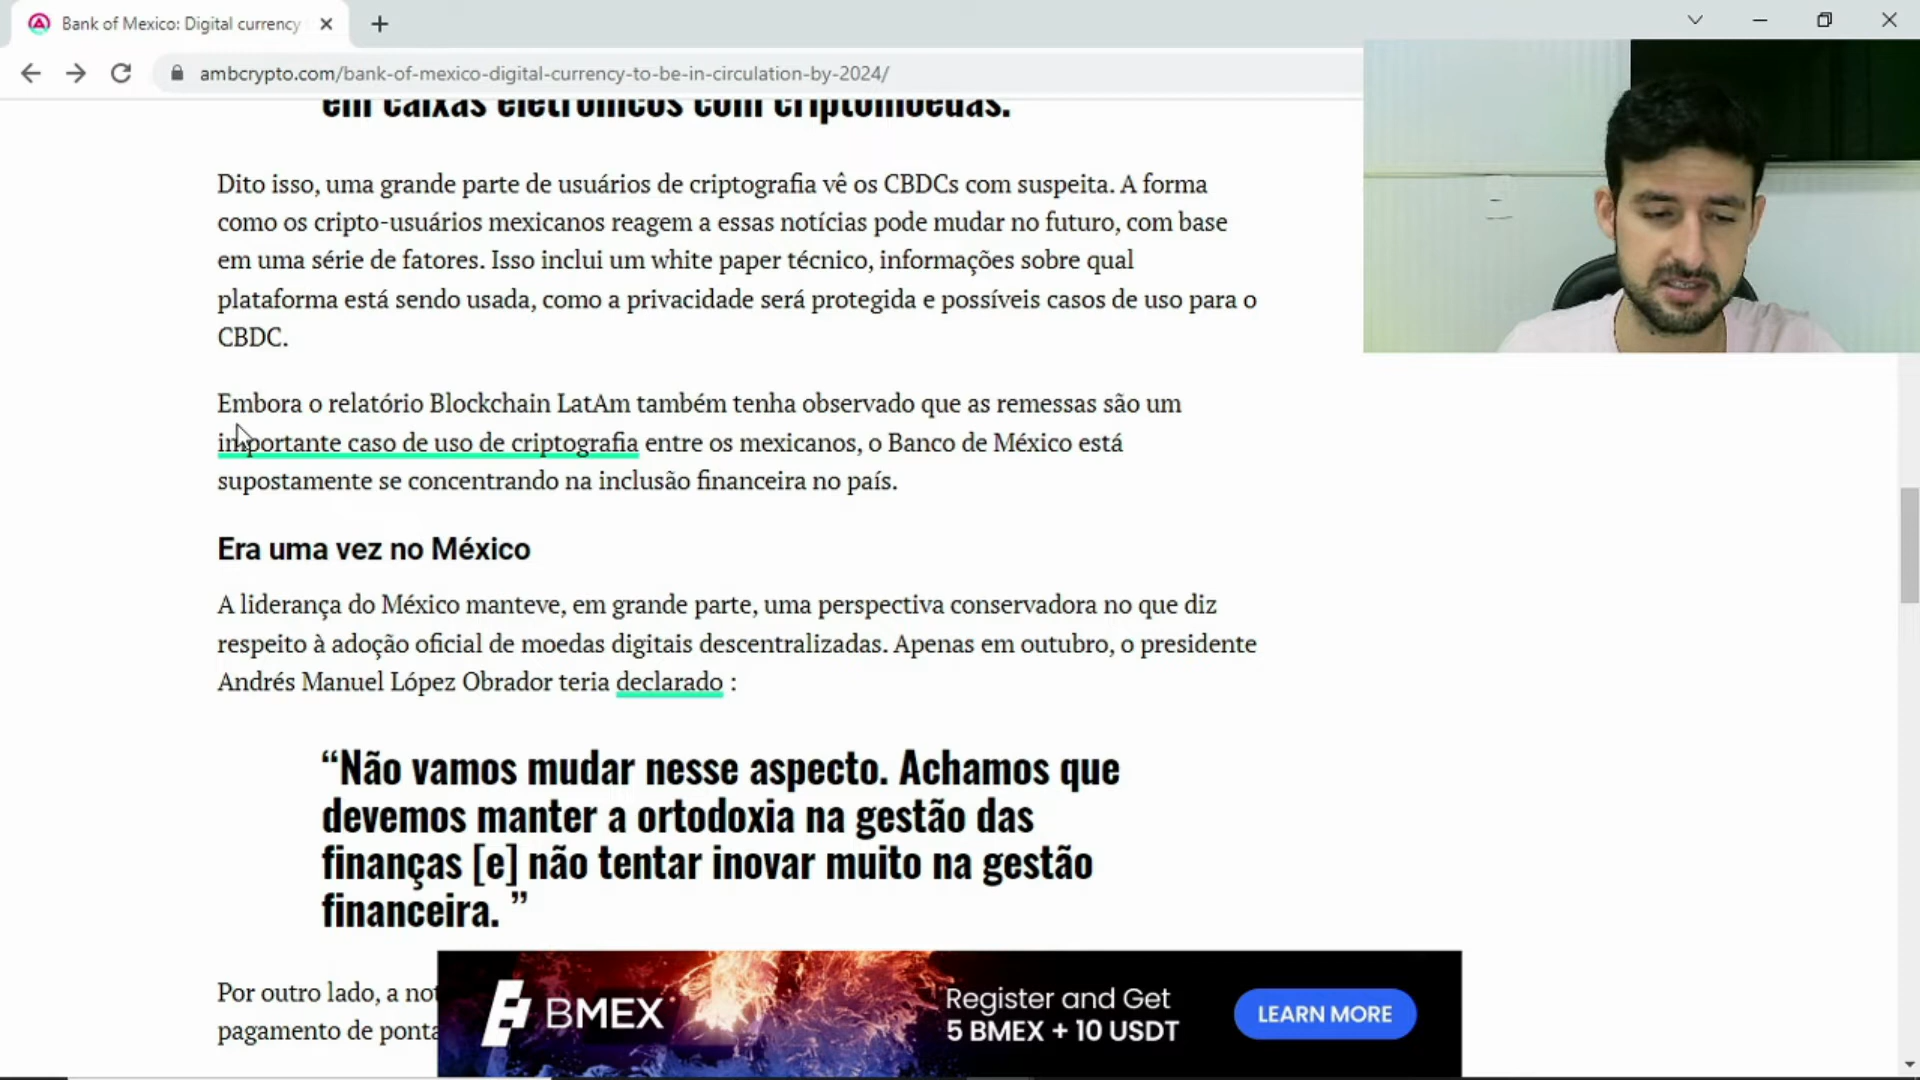 Bank of Mexico: Digital currency
ambcrypto.com/bank-of-mexico-digital-currency-to-be-in-circulation-by-2024/
em caixas eletrônicos com criptomoedas.
Dito isso, uma grande parte de usuários de criptografia vê os CBDCs com suspeita. A forma
como os cripto-usuários mexicanos reagem a essas notícias pode mudar no futuro, com base
em uma série de fatores. Isso inclui um white paper técnico, informações sobre qual
plataforma está sendo usada, como a privacidade será protegida e possíveis casos de uso para o
CBDC.
Embora o relatório Blockchain LatAm também tenha observado que as remessas são um
importante caso de uso de criptografia entre os mexicanos, o Banco de México está
supostamente se concentrando na inclusão financeira no país.
Era uma vez no México
A liderança do México manteve, em grande parte, uma perspectiva conservadora no que diz
respeito à adoção oficial de moedas digitais descentralizadas. Apenas em outubro, o presidente
Andrés Manuel López Obrador teria declarado :
“Não vamos mudar nesse aspecto. Achamos que
devemos manter a ortodoxia na gestão das
finanças [e] não tentar inovar muito na gestão
financeira. ”
Por outro lado, a not
pagamento de ponta
BMEX
Register and Get
5 BMEX + 10 USDT
LEARN MORE